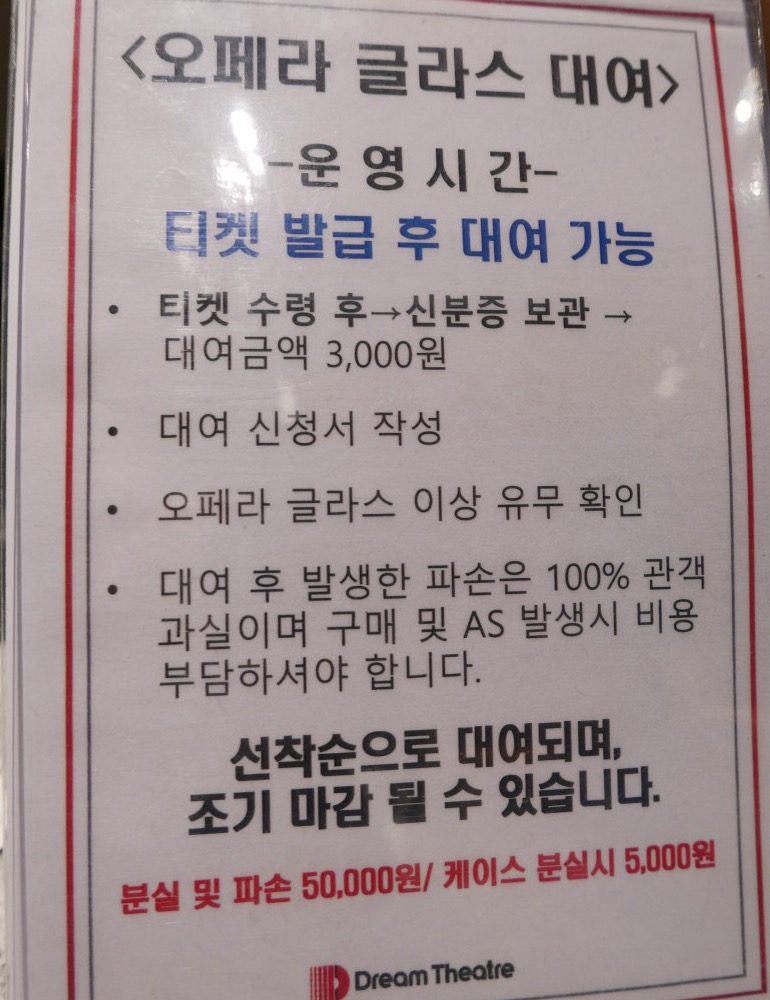 <오페라 글라스 대여>
-운 영 시 간-
티켓 발급 후 대여 가능
• 티켓 수령 후→신분증 보관 →
대여금액 3,000원
• 대여 신청서 작성
• 오페라 글라스 이상 유무 확인
• 대여 후 발생한 파손은 100% 관객
과실이며 구매 및 AS 발생시 비용
부담하셔야 합니다.
선착순으로 대여되며,
조기 마감 될 수 있습니다.
분실 및 파손 50,000원/ 케이스 분실시 5,000원
Dream Theatre